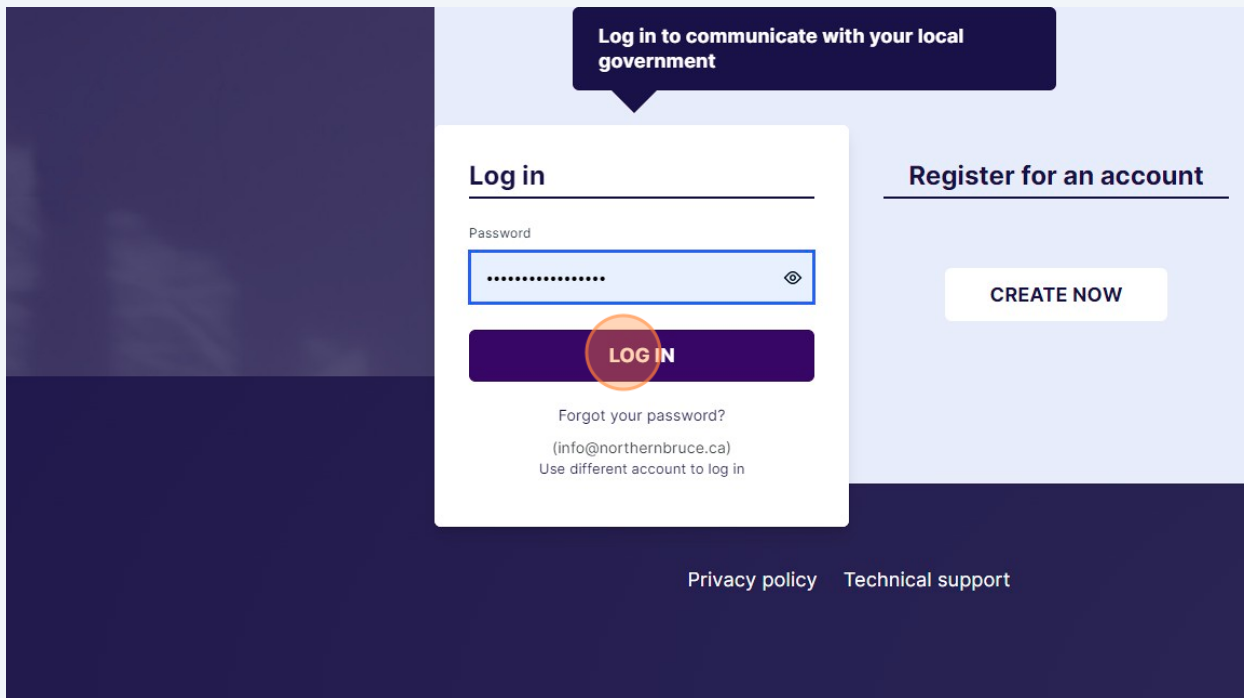 Log in to communicate with your local
government
Log in
Password
•••••••••••••••••
LOG IN
Forgot your password?
(info@northernbruce.ca)
Use different account to log in
Register for an account
CREATE NOW
Privacy policy
Technical support